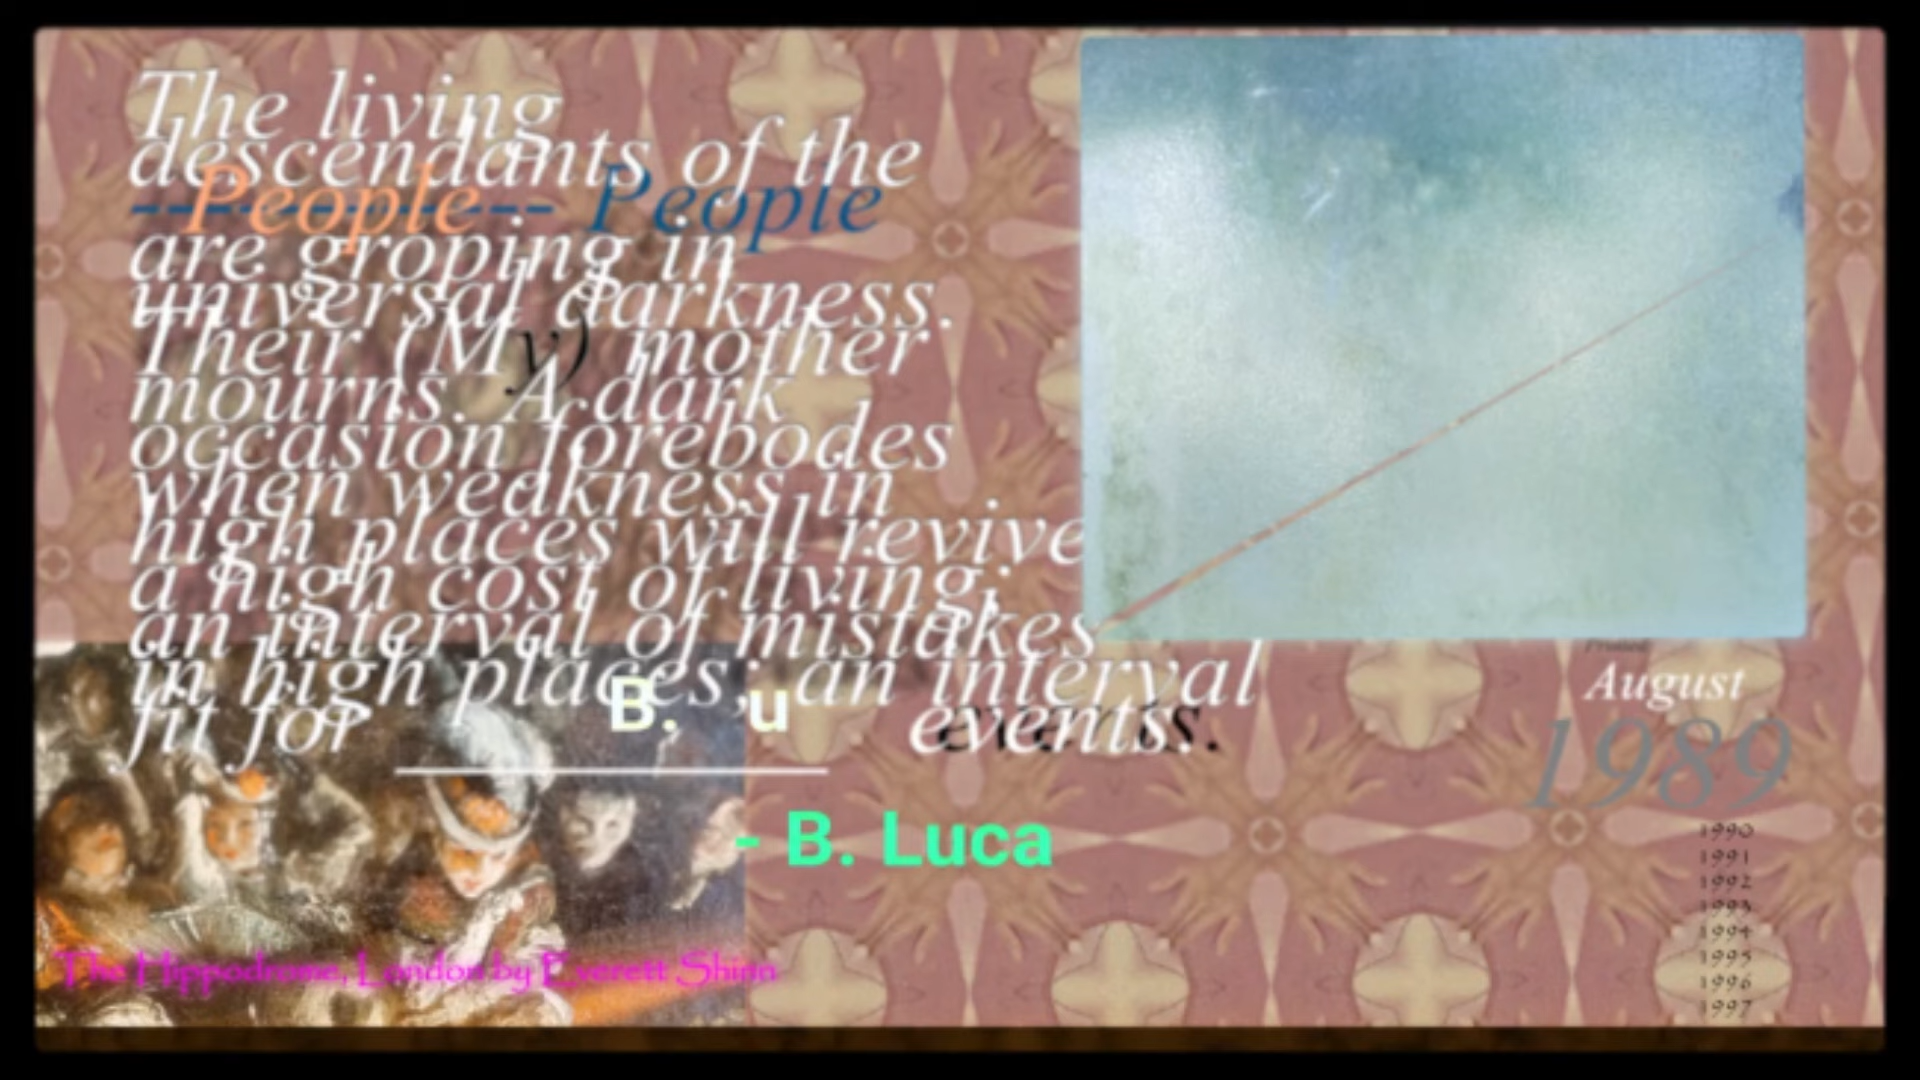 The living
descendants of the
------------ People People
are groping in
universal darkness.
Their (My) mother
mourns. A dark
occasion forebodes
when weakness in
high places will revive
a high cost of living;
an interval of mistakes
in high places; an interval
fit for B. u events. events.
- B. Luca
The Hippodrome, London by Everett Shinn
Printed
August
1989
1990
1991
1992
1993
1994
1995
1996
1997